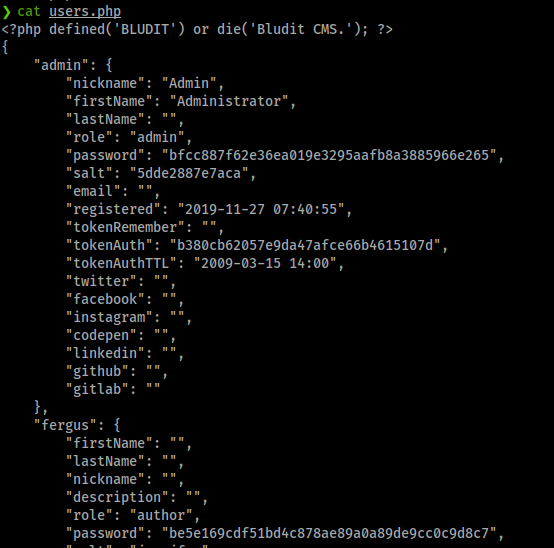 ❯ cat users.php
<?php defined('BLUDIT') or die('Bludit CMS.'); ?>
{
    "admin": {
        "nickname": "Admin",
        "firstName": "Administrator",
        "lastName": "",
        "role": "admin",
        "password": "bfcc887f62e36ea019e3295aafb8a3885966e265",
        "salt": "5dde2887e7aca",
        "email": "",
        "registered": "2019-11-27 07:40:55",
        "tokenRemember": "",
        "tokenAuth": "b380cb62057e9da47afce66b4615107d",
        "tokenAuthTTL": "2009-03-15 14:00",
        "twitter": "",
        "facebook": "",
        "instagram": "",
        "codepen": "",
        "linkedin": "",
        "github": "",
        "gitlab": ""
    },
    "fergus": {
        "firstName": "",
        "lastName": "",
        "nickname": "",
        "description": "",
        "role": "author",
        "password": "be5e169cdf51bd4c878ae89a0a89de9cc0c9d8c7",